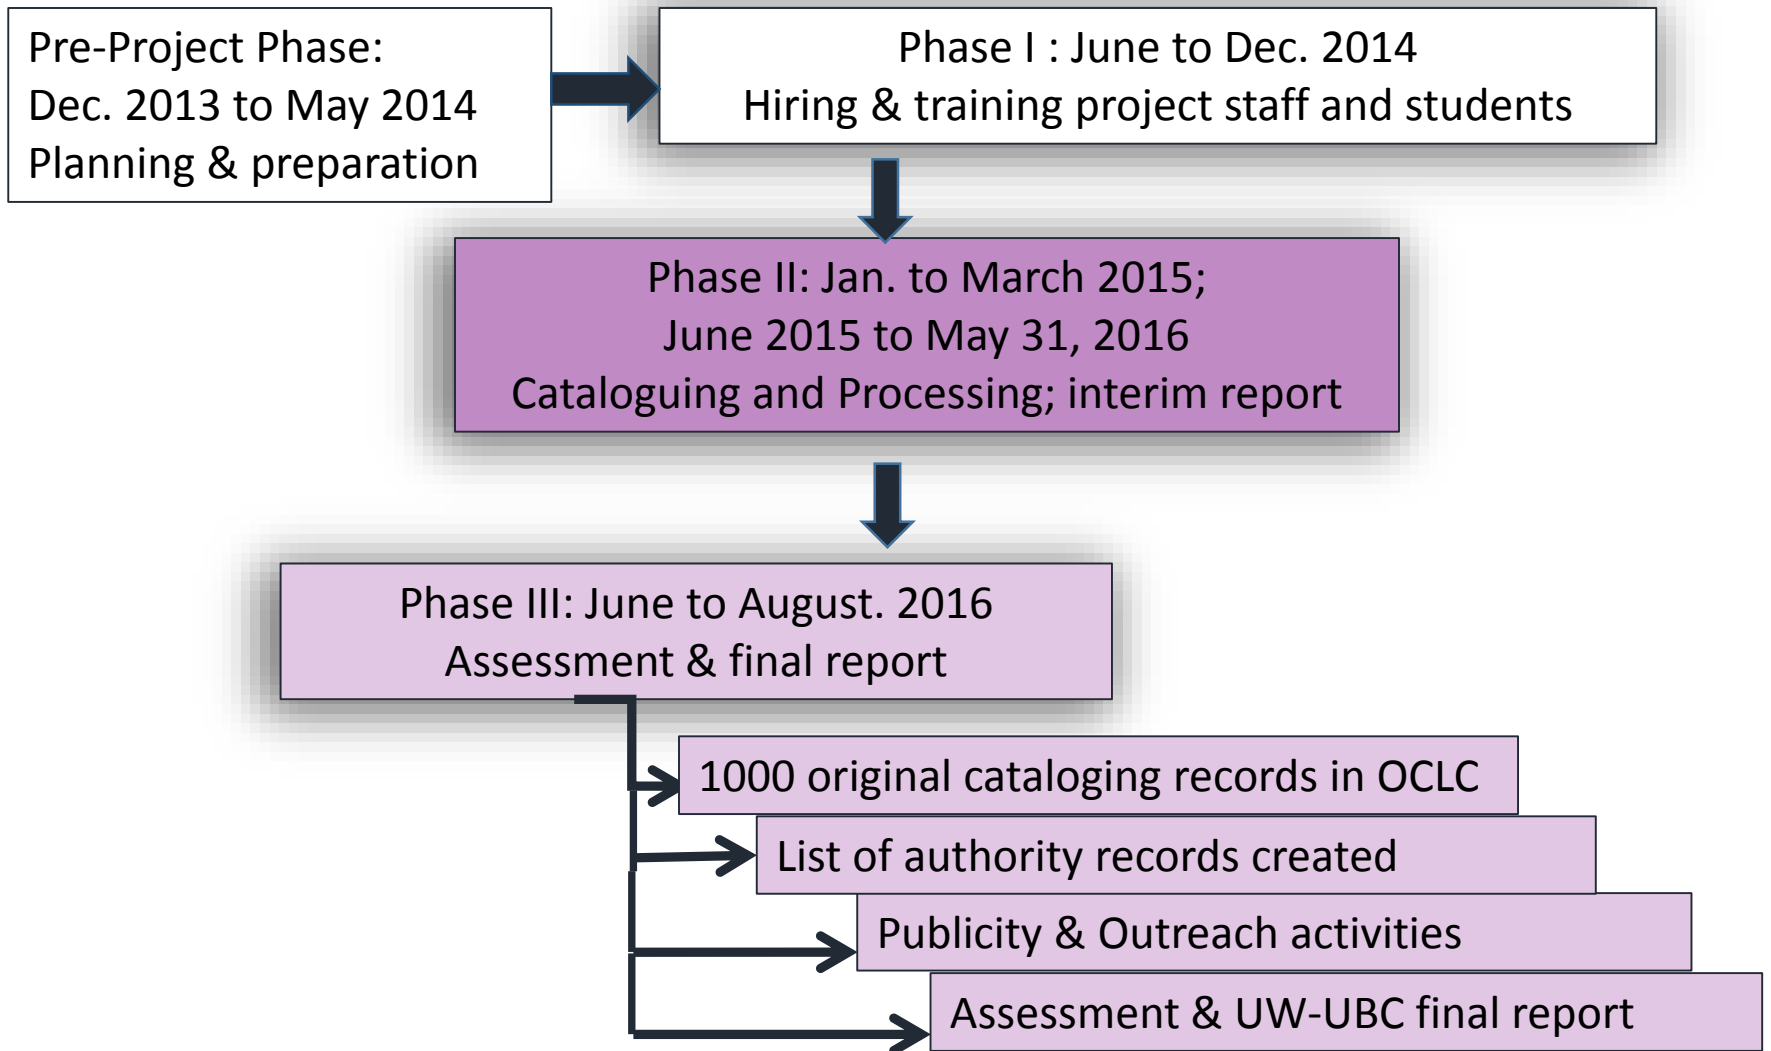 Pre-Project Phase:
Dec. 2013 to May 2014
Planning & preparation
Phase I : June to Dec. 2014
Hiring & training project staff and students
Phase II: Jan. to March 2015;
June 2015 to May 31, 2016
Cataloguing and Processing; interim report
Phase III: June to August. 2016
Assessment & final report
1000 original cataloging records in OCLC
List of authority records created
Publicity & Outreach activities
Assessment & UW-UBC final report